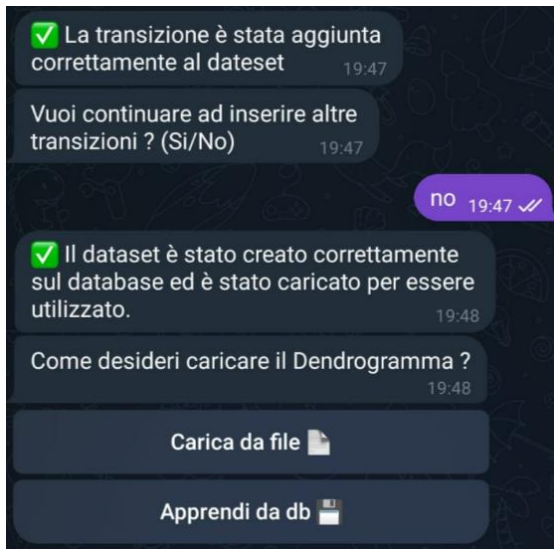 ✅ La transizione è stata aggiunta
correttamente al dateset 19:47
Vuoi continuare ad inserire altre
transizioni ? (Si/No) 19:47
no 19:47
✅ Il dataset è stato creato correttamente
sul database ed è stato caricato per essere
utilizzato. 19:48
Come desideri caricare il Dendrogramma ?
19:48
Carica da file 📄
Apprendi da db 💾